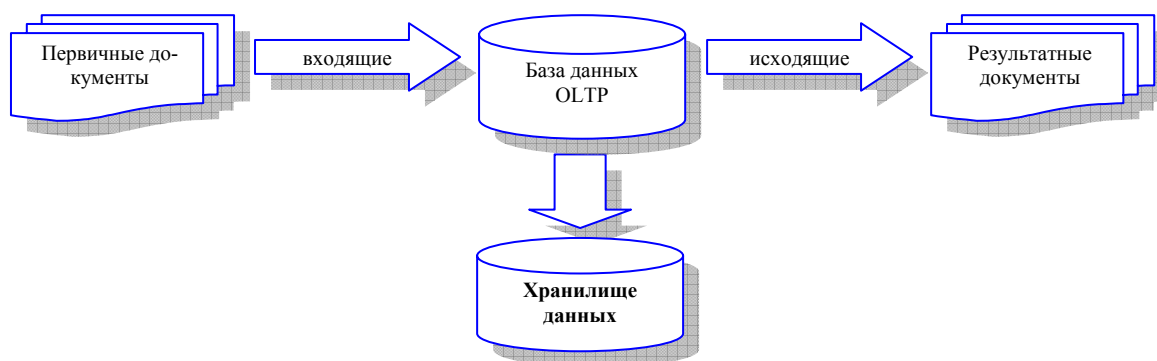 Первичные до-
кументы
входящие
База данных
OLTP
исходящие
Результатные
документы
Хранилище
данных